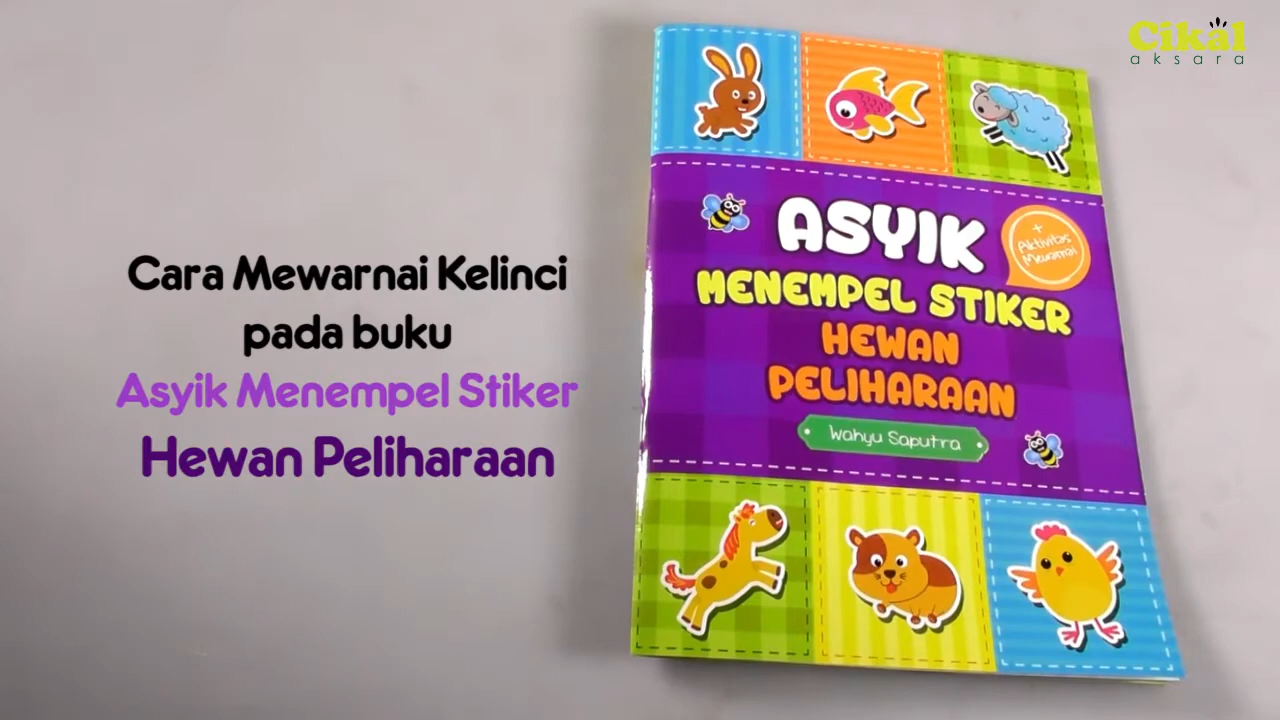 Cikal
aksara
Cara Mewarnai Kelinci
pada buku
Asyik Menempel Stiker
Hewan Peliharaan
ASYIK
+
Aktivitas
Mewarnai
MENEMPEL STIKER
HEWAN
PELIHARAAN
Wahyu Saputra